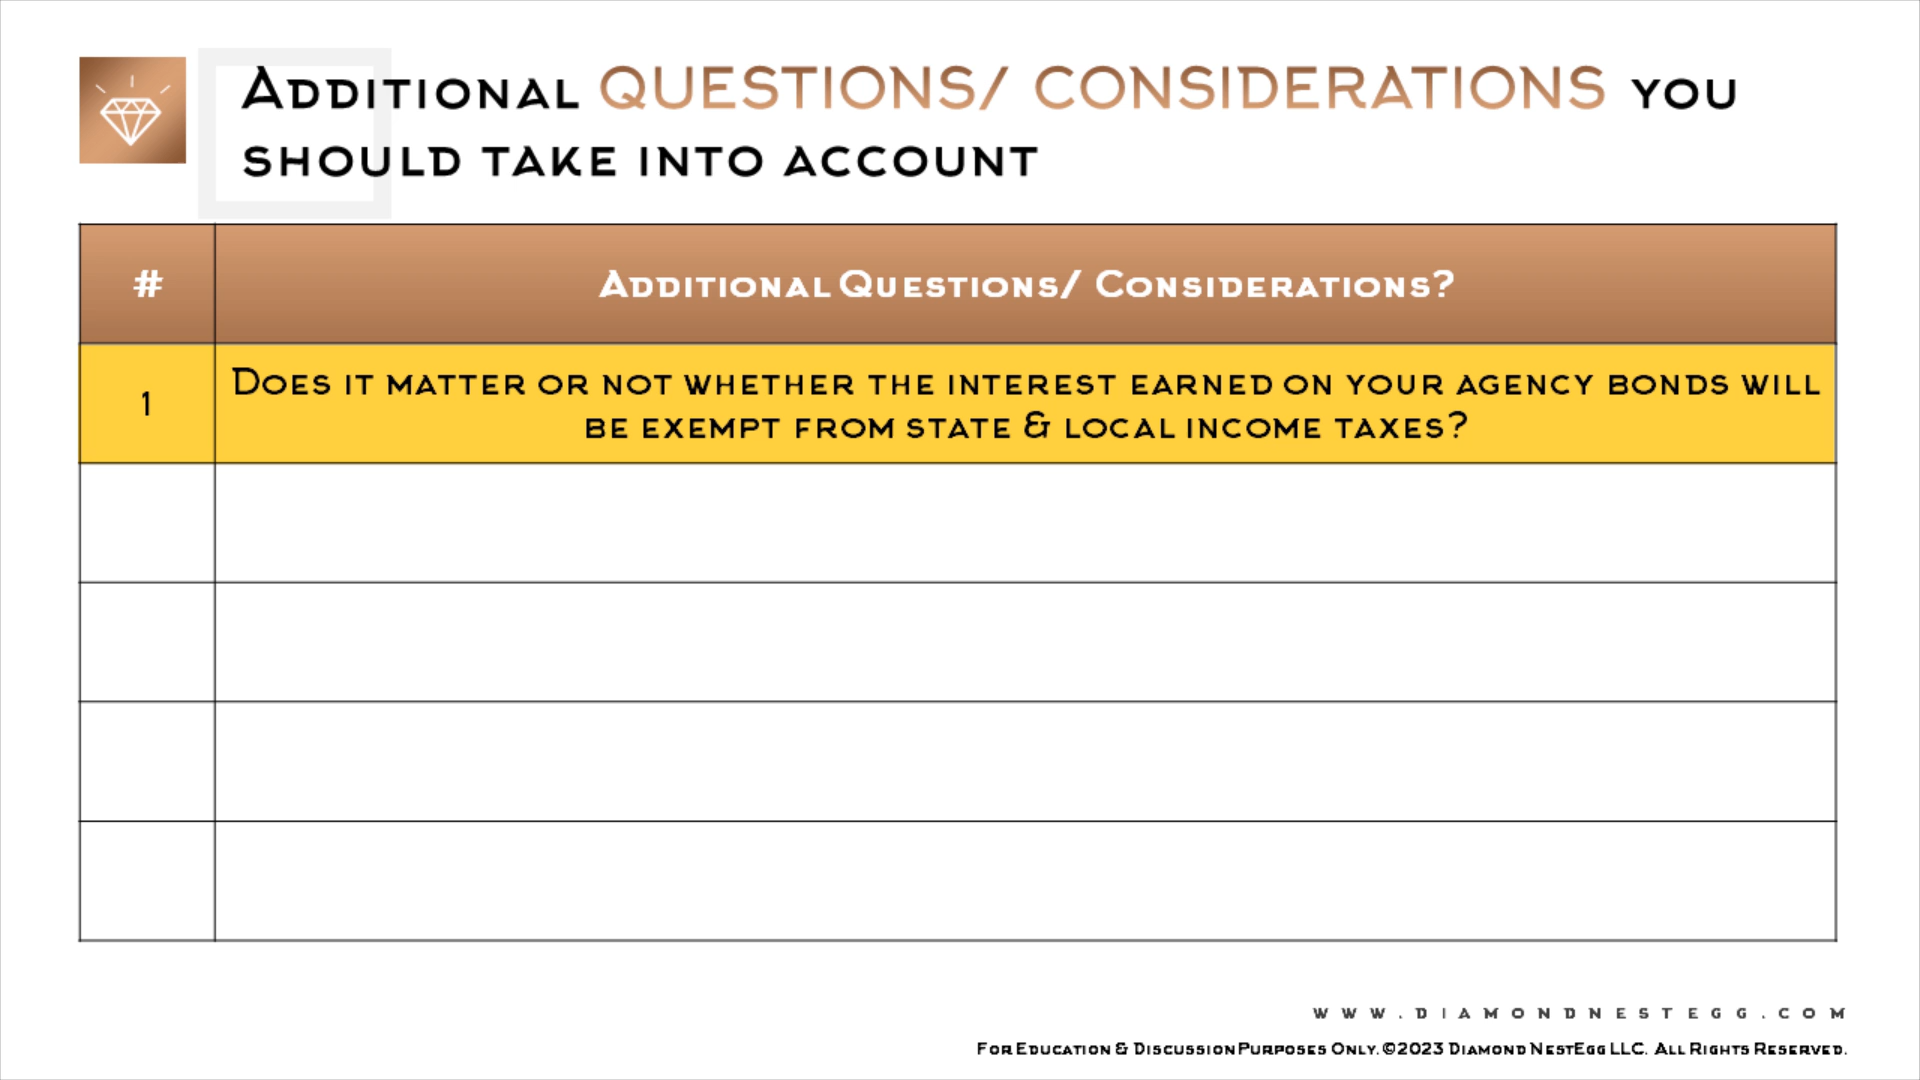 Additional QUESTIONS/ CONSIDERATIONS you
should take into account
#
Additional Questions/ Considerations?
1
Does it matter or not whether the interest earned on your agency bonds will
be exempt from state & local income taxes?
www.diamondnestegg.com
For Education & Discussion Purposes Only. ©2023 Diamond NestEgg LLC. All Rights Reserved.